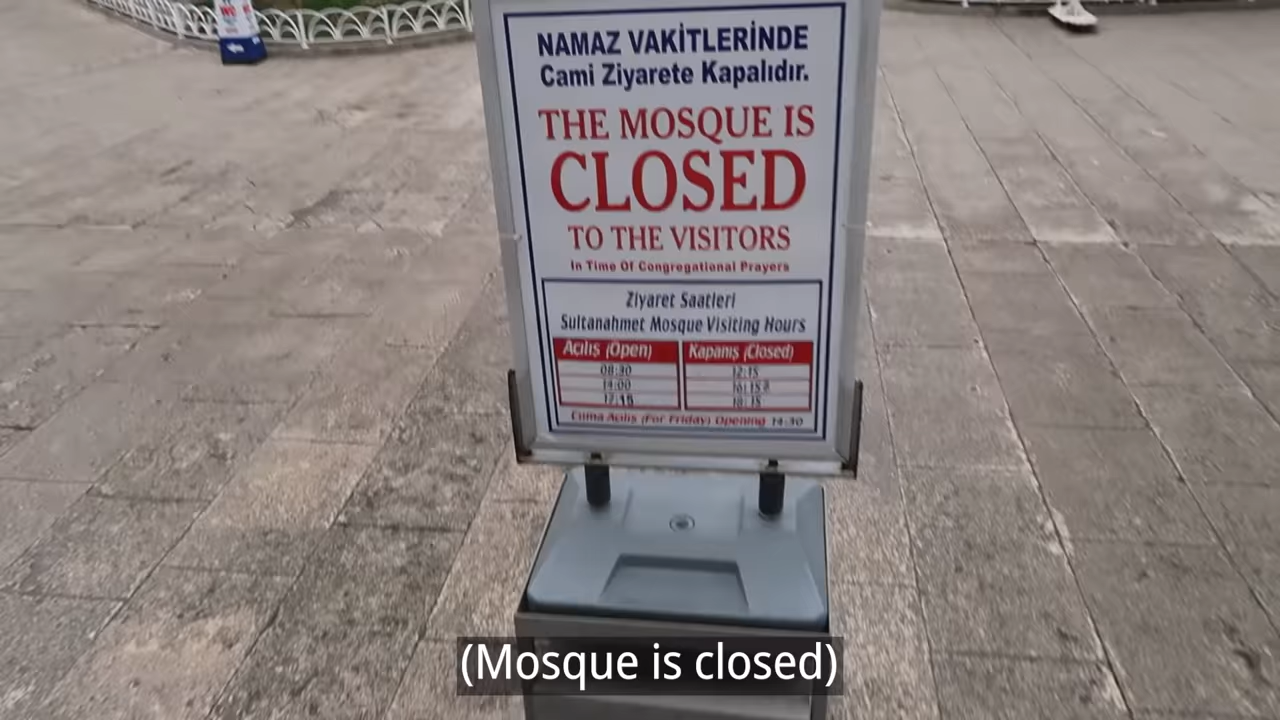 NAMAZ VAKİTLERİNDE
Cami Ziyarete Kapalıdır.
THE MOSQUE IS
CLOSED
TO THE VISITORS
In Time Of Congregational Prayers
Ziyaret Saatleri
Sultanahmet Mosque Visiting Hours
Açılış (Open) Kapanış (Closed)
08:30 12:15
14:00
18:15
Cuma Açılış (For Friday) Opening 14:30
(Mosque is closed)